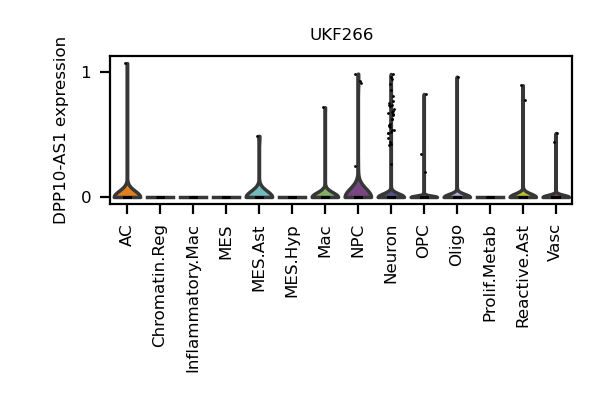 UKF266
DPP10-AS1 expression
1
0
AC
Chromatin.Reg
Inflammatory.Mac
MES
MES.Ast
MES.Hyp
Mac
NPC
Neuron
OPC
Oligo
Prolif.Metab
Reactive.Ast
Vasc